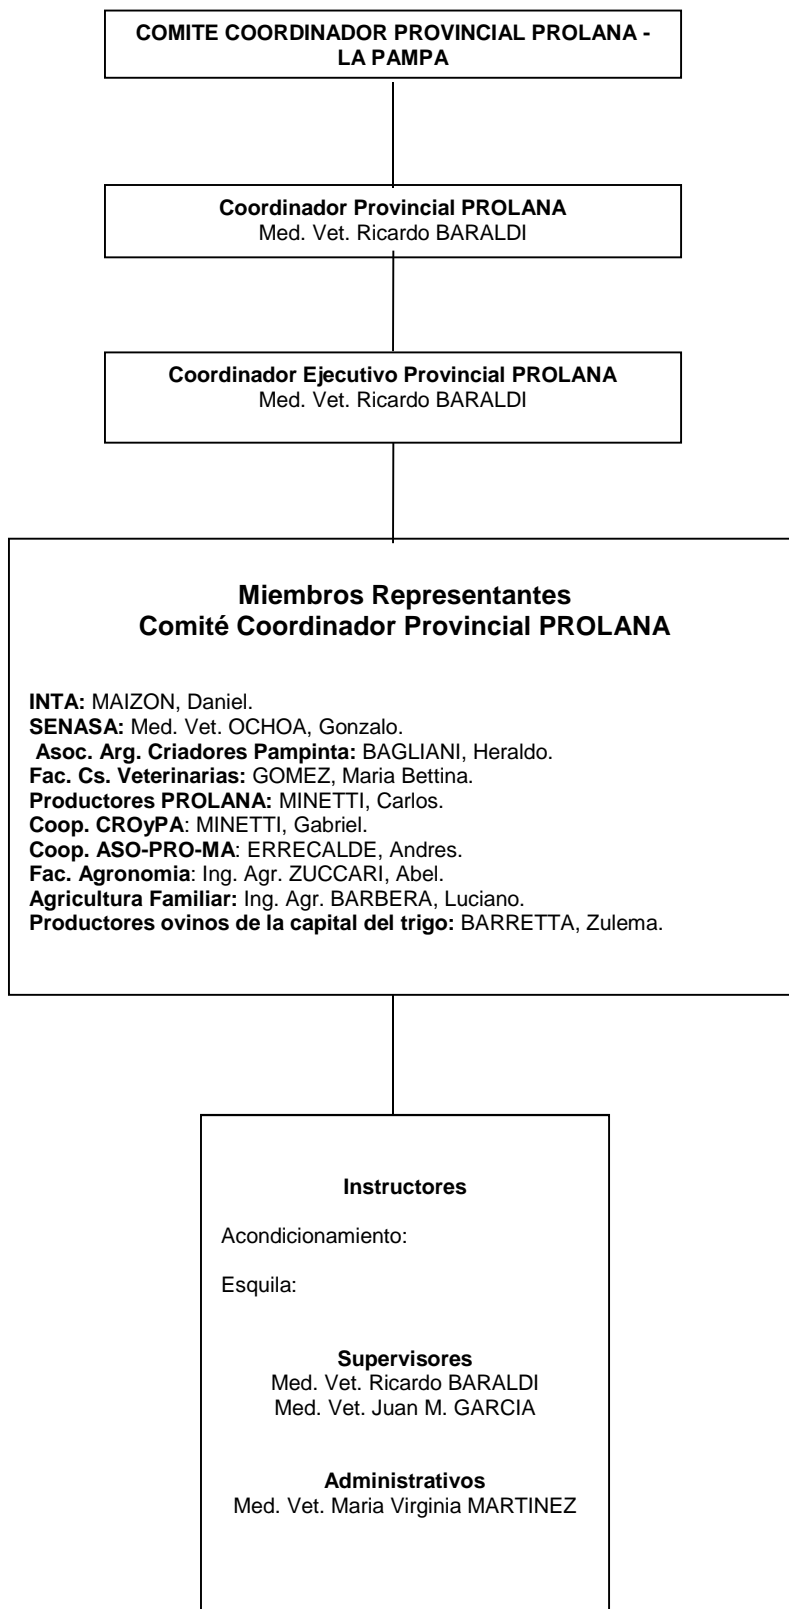 COMITE COORDINADOR PROVINCIAL PROLANA -
LA PAMPA
Coordinador Provincial PROLANA
Med. Vet. Ricardo BARALDI
Coordinador Ejecutivo Provincial PROLANA
Med. Vet. Ricardo BARALDI
Miembros Representantes
Comité Coordinador Provincial PROLANA
INTA: MAIZON, Daniel.
SENASA: Med. Vet. OCHOA, Gonzalo.
Asoc. Arg. Criadores Pampinta: BAGLIANI, Heraldo.
Fac. Cs. Veterinarias: GOMEZ, Maria Bettina.
Productores PROLANA: MINETTI, Carlos.
Coop. CROyPA: MINETTI, Gabriel.
Coop. ASO-PRO-MA: ERRECALDE, Andres.
Fac. Agronomia: Ing. Agr. ZUCCARI, Abel.
Agricultura Familiar: Ing. Agr. BARBERA, Luciano.
Productores ovinos de la capital del trigo: BARRETTA, Zulema.
Instructores
Acondicionamiento:
Esquila:
Supervisores
Med. Vet. Ricardo BARALDI
Med. Vet. Juan M. GARCIA
Administrativos
Med. Vet. Maria Virginia MARTINEZ